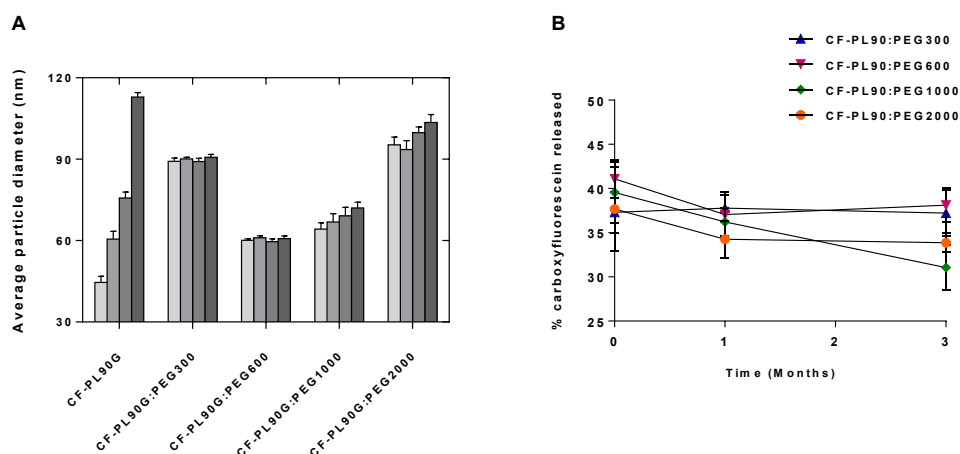 A
Average particle diameter (nm)
120
90
60
30
CF-PL90G
CF-PL90G:PEG300
CF-PL90G:PEG600
CF-PL90G:PEG1000
CF-PL90G:PEG2000
B
CF-PL90:PEG300
CF-PL90:PEG600
CF-PL90:PEG1000
CF-PL90:PEG2000
% carboxyfluorescein released
50
45
40
35
30
25
0 1 2 3
Time (Months)